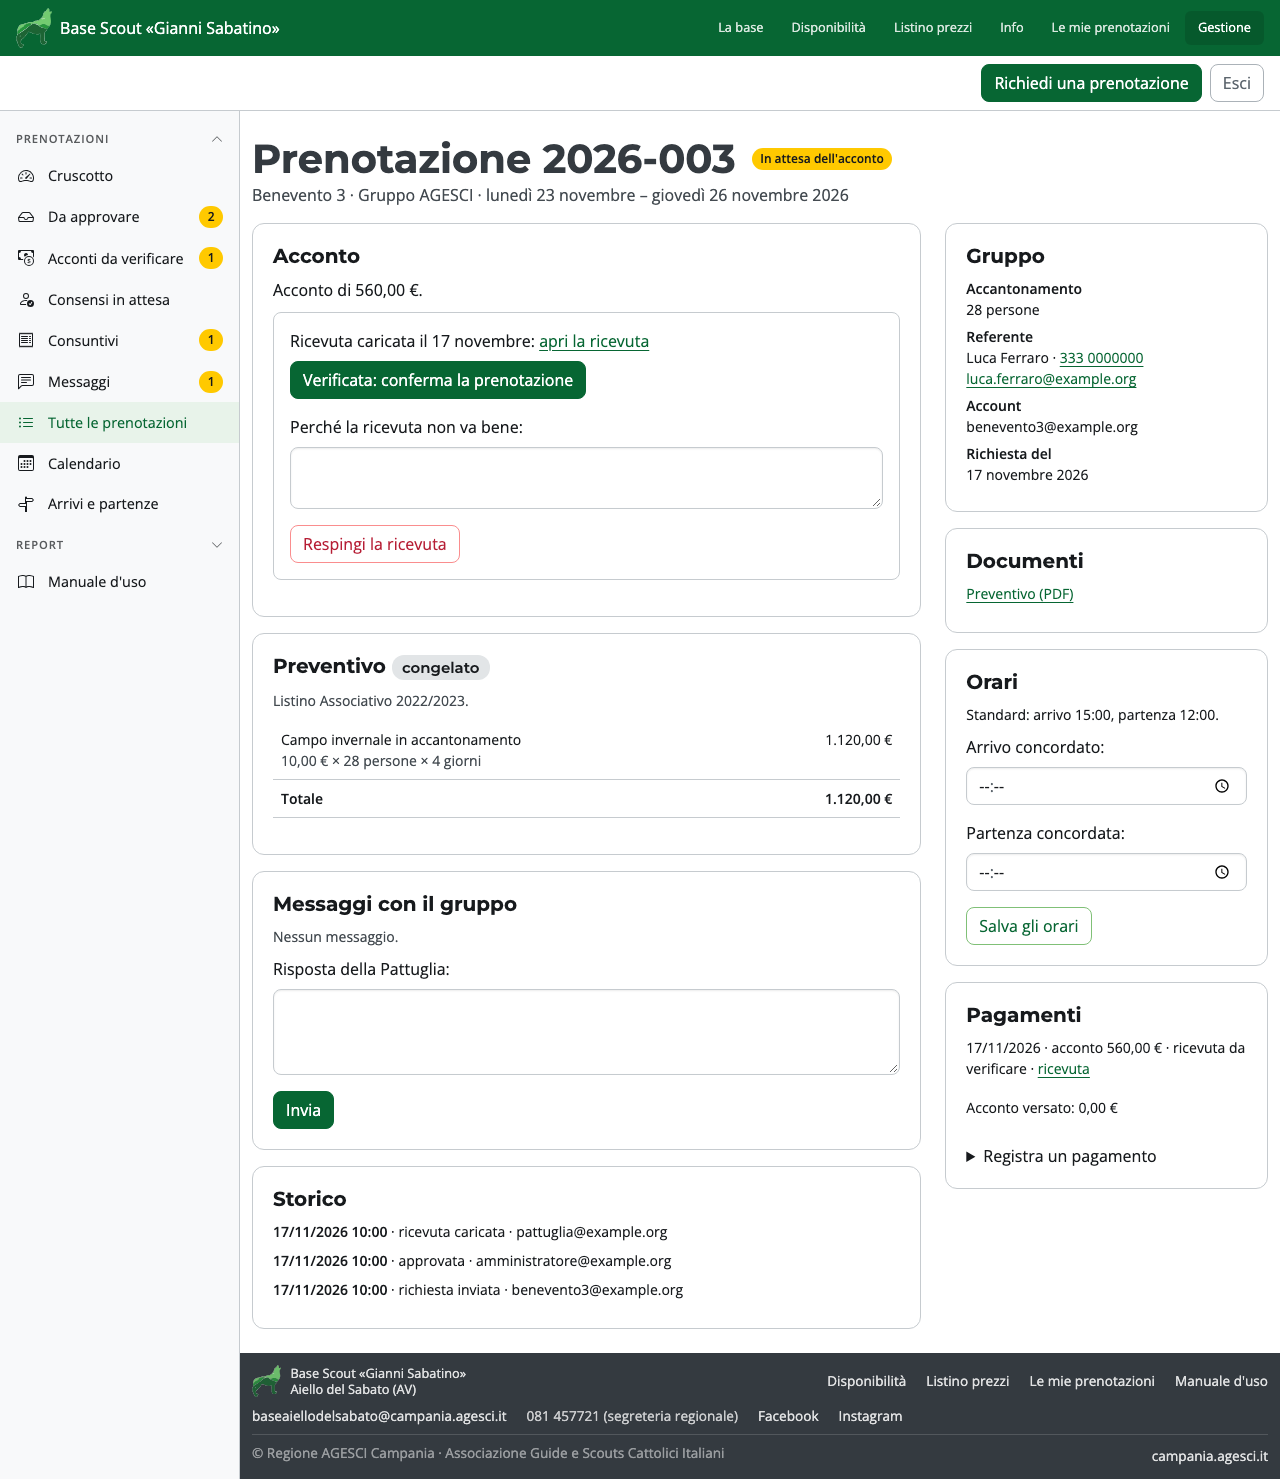 Base Scout «Gianni Sabatino»
La base
Disponibilità
Listino prezzi
Info
Le mie prenotazioni
Gestione
Richiedi una prenotazione
Esci
PRENOTAZIONI
Cruscotto
Da approvare 2
Acconti da verificare 1
Consensi in attesa
Consuntivi 1
Messaggi 1
Tutte le prenotazioni
Calendario
Arrivi e partenze
REPORT
Manuale d'uso
Prenotazione 2026-003 In attesa dell'acconto
Benevento 3 · Gruppo AGESCI · lunedì 23 novembre – giovedì 26 novembre 2026
Acconto
Acconto di 560,00 €.
Ricevuta caricata il 17 novembre: apri la ricevuta
Verificata: conferma la prenotazione
Perché la ricevuta non va bene:
Respingi la ricevuta
Preventivo congelato
Listino Associativo 2022/2023.
Campo invernale in accantonamento 1.120,00 €
10,00 € × 28 persone × 4 giorni
Totale 1.120,00 €
Messaggi con il gruppo
Nessun messaggio.
Risposta della Pattuglia:
Invia
Storico
17/11/2026 10:00 · ricevuta caricata · pattuglia@example.org
17/11/2026 10:00 · approvata · amministratore@example.org
17/11/2026 10:00 · richiesta inviata · benevento3@example.org
Gruppo
Accantonamento
28 persone
Referente
Luca Ferraro · 333 0000000
luca.ferraro@example.org
Account
benevento3@example.org
Richiesta del
17 novembre 2026
Documenti
Preventivo (PDF)
Orari
Standard: arrivo 15:00, partenza 12:00.
Arrivo concordato:
--:--
Partenza concordata:
--:--
Salva gli orari
Pagamenti
17/11/2026 · acconto 560,00 € · ricevuta da
verificare · ricevuta
Acconto versato: 0,00 €
Registra un pagamento
Base Scout «Gianni Sabatino»
Aiello del Sabato (AV)
Disponibilità
Listino prezzi
Le mie prenotazioni
Manuale d'uso
baseaiellodelsabato@campania.agesci.it
081 457721 (segreteria regionale)
Facebook
Instagram
© Regione AGESCI Campania · Associazione Guide e Scouts Cattolici Italiani
campania.agesci.it